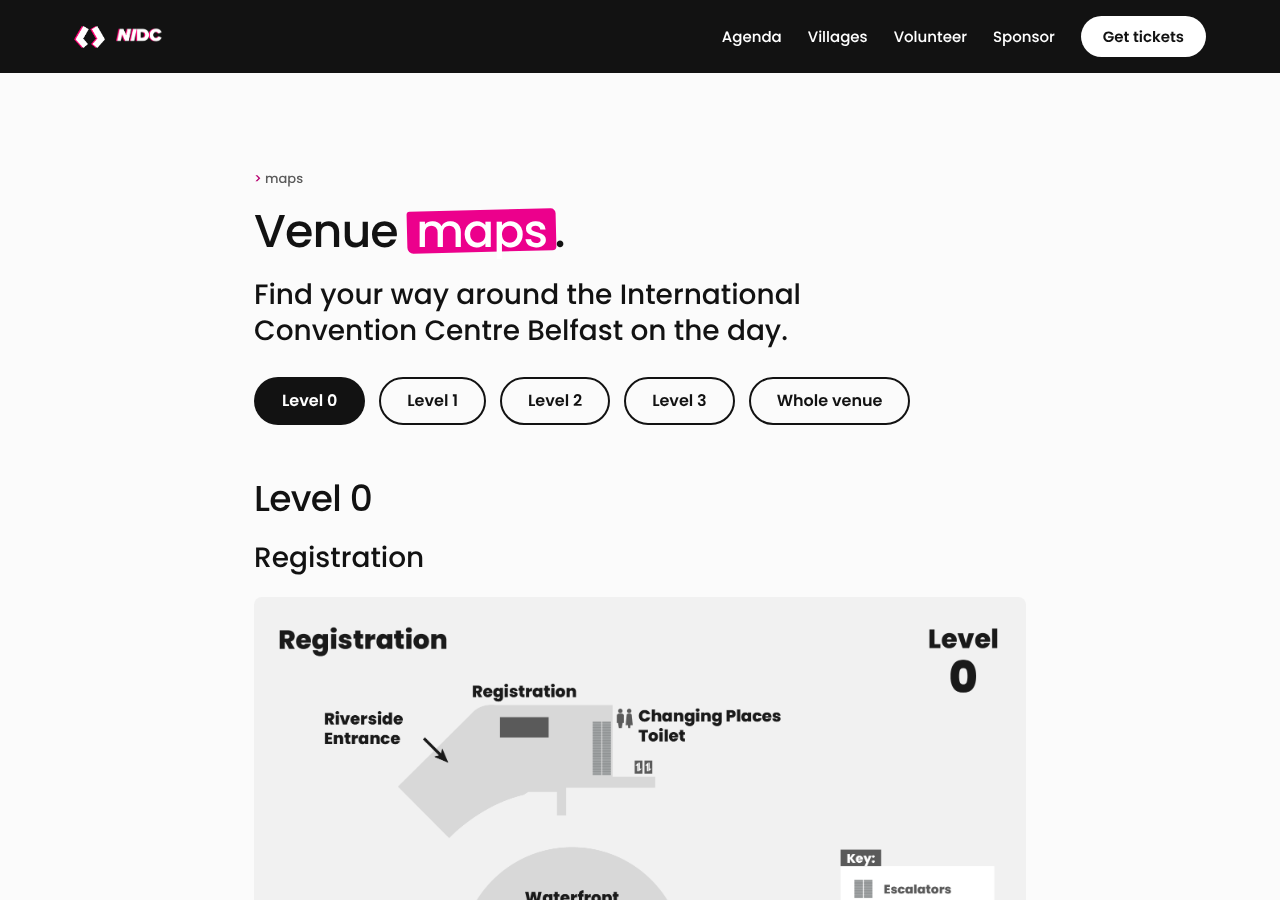 NIDC
Agenda
Villages
Volunteer
Sponsor
Get tickets
> maps
Venue maps.
Find your way around the International
Convention Centre Belfast on the day.
Level 0
Level 1
Level 2
Level 3
Whole venue
Level 0
Registration
Registration
Level
0
Registration
Riverside
Entrance
Changing Places
Toilet
Key:
Escalators
Waterfront